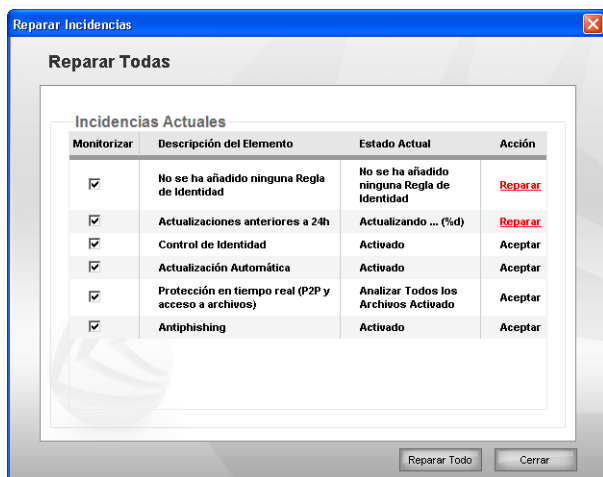 Reparar Incidencias
Reparar Todas
Incidencias Actuales
Monitorizar Descripción del Elemento Estado Actual Acción
No se ha añadido ninguna Regla de Identidad
No se ha añadido ninguna Regla de Identidad
Reparar
Actualizaciones anteriores a 24h Actualizando ... (%d) Reparar
Control de Identidad Activado Aceptar
Actualización Automática Activado Aceptar
Protección en tiempo real (P2P y acceso a archivos)
Analizar Todos los Archivos Activado
Aceptar
Antiphishing Activado Aceptar
Reparar Todo Cerrar